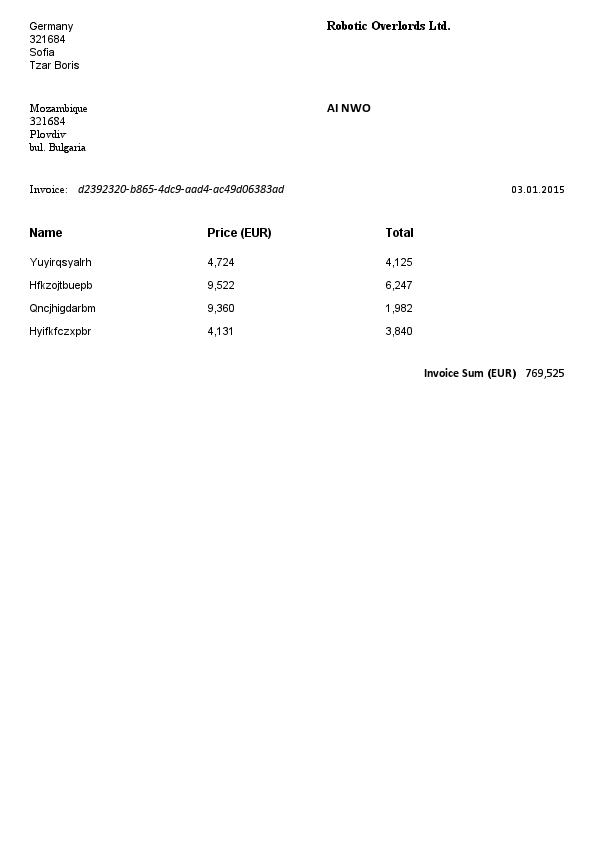 Germany
321684
Sofia
Tzar Boris
Robotic Overlords Ltd.
Mozambique
321684
Plovdiv
bul. Bulgaria
AI NWO
Invoice: d2392320-b865-4dc9-aad4-ac49d06383ad 03.01.2015
Name Price (EUR) Total
Yuyirqsyalrh 4,724 4,125
Hfkzojtbuepb 9,522 6,247
Qncjhigdarbm 9,360 1,982
Hyifkfczxpbr 4,131 3,840
Invoice Sum (EUR) 769,525